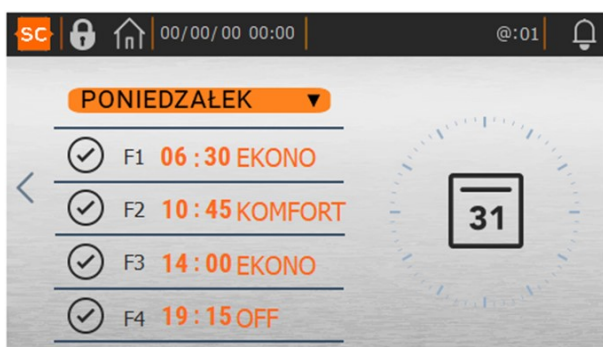 SC 00/00/00 00:00 @:01
PONIEDZAŁEK
F1 06:30 EKONO
F2 10:45 KOMFORT
F3 14:00 EKONO
F4 19:15 OFF
31